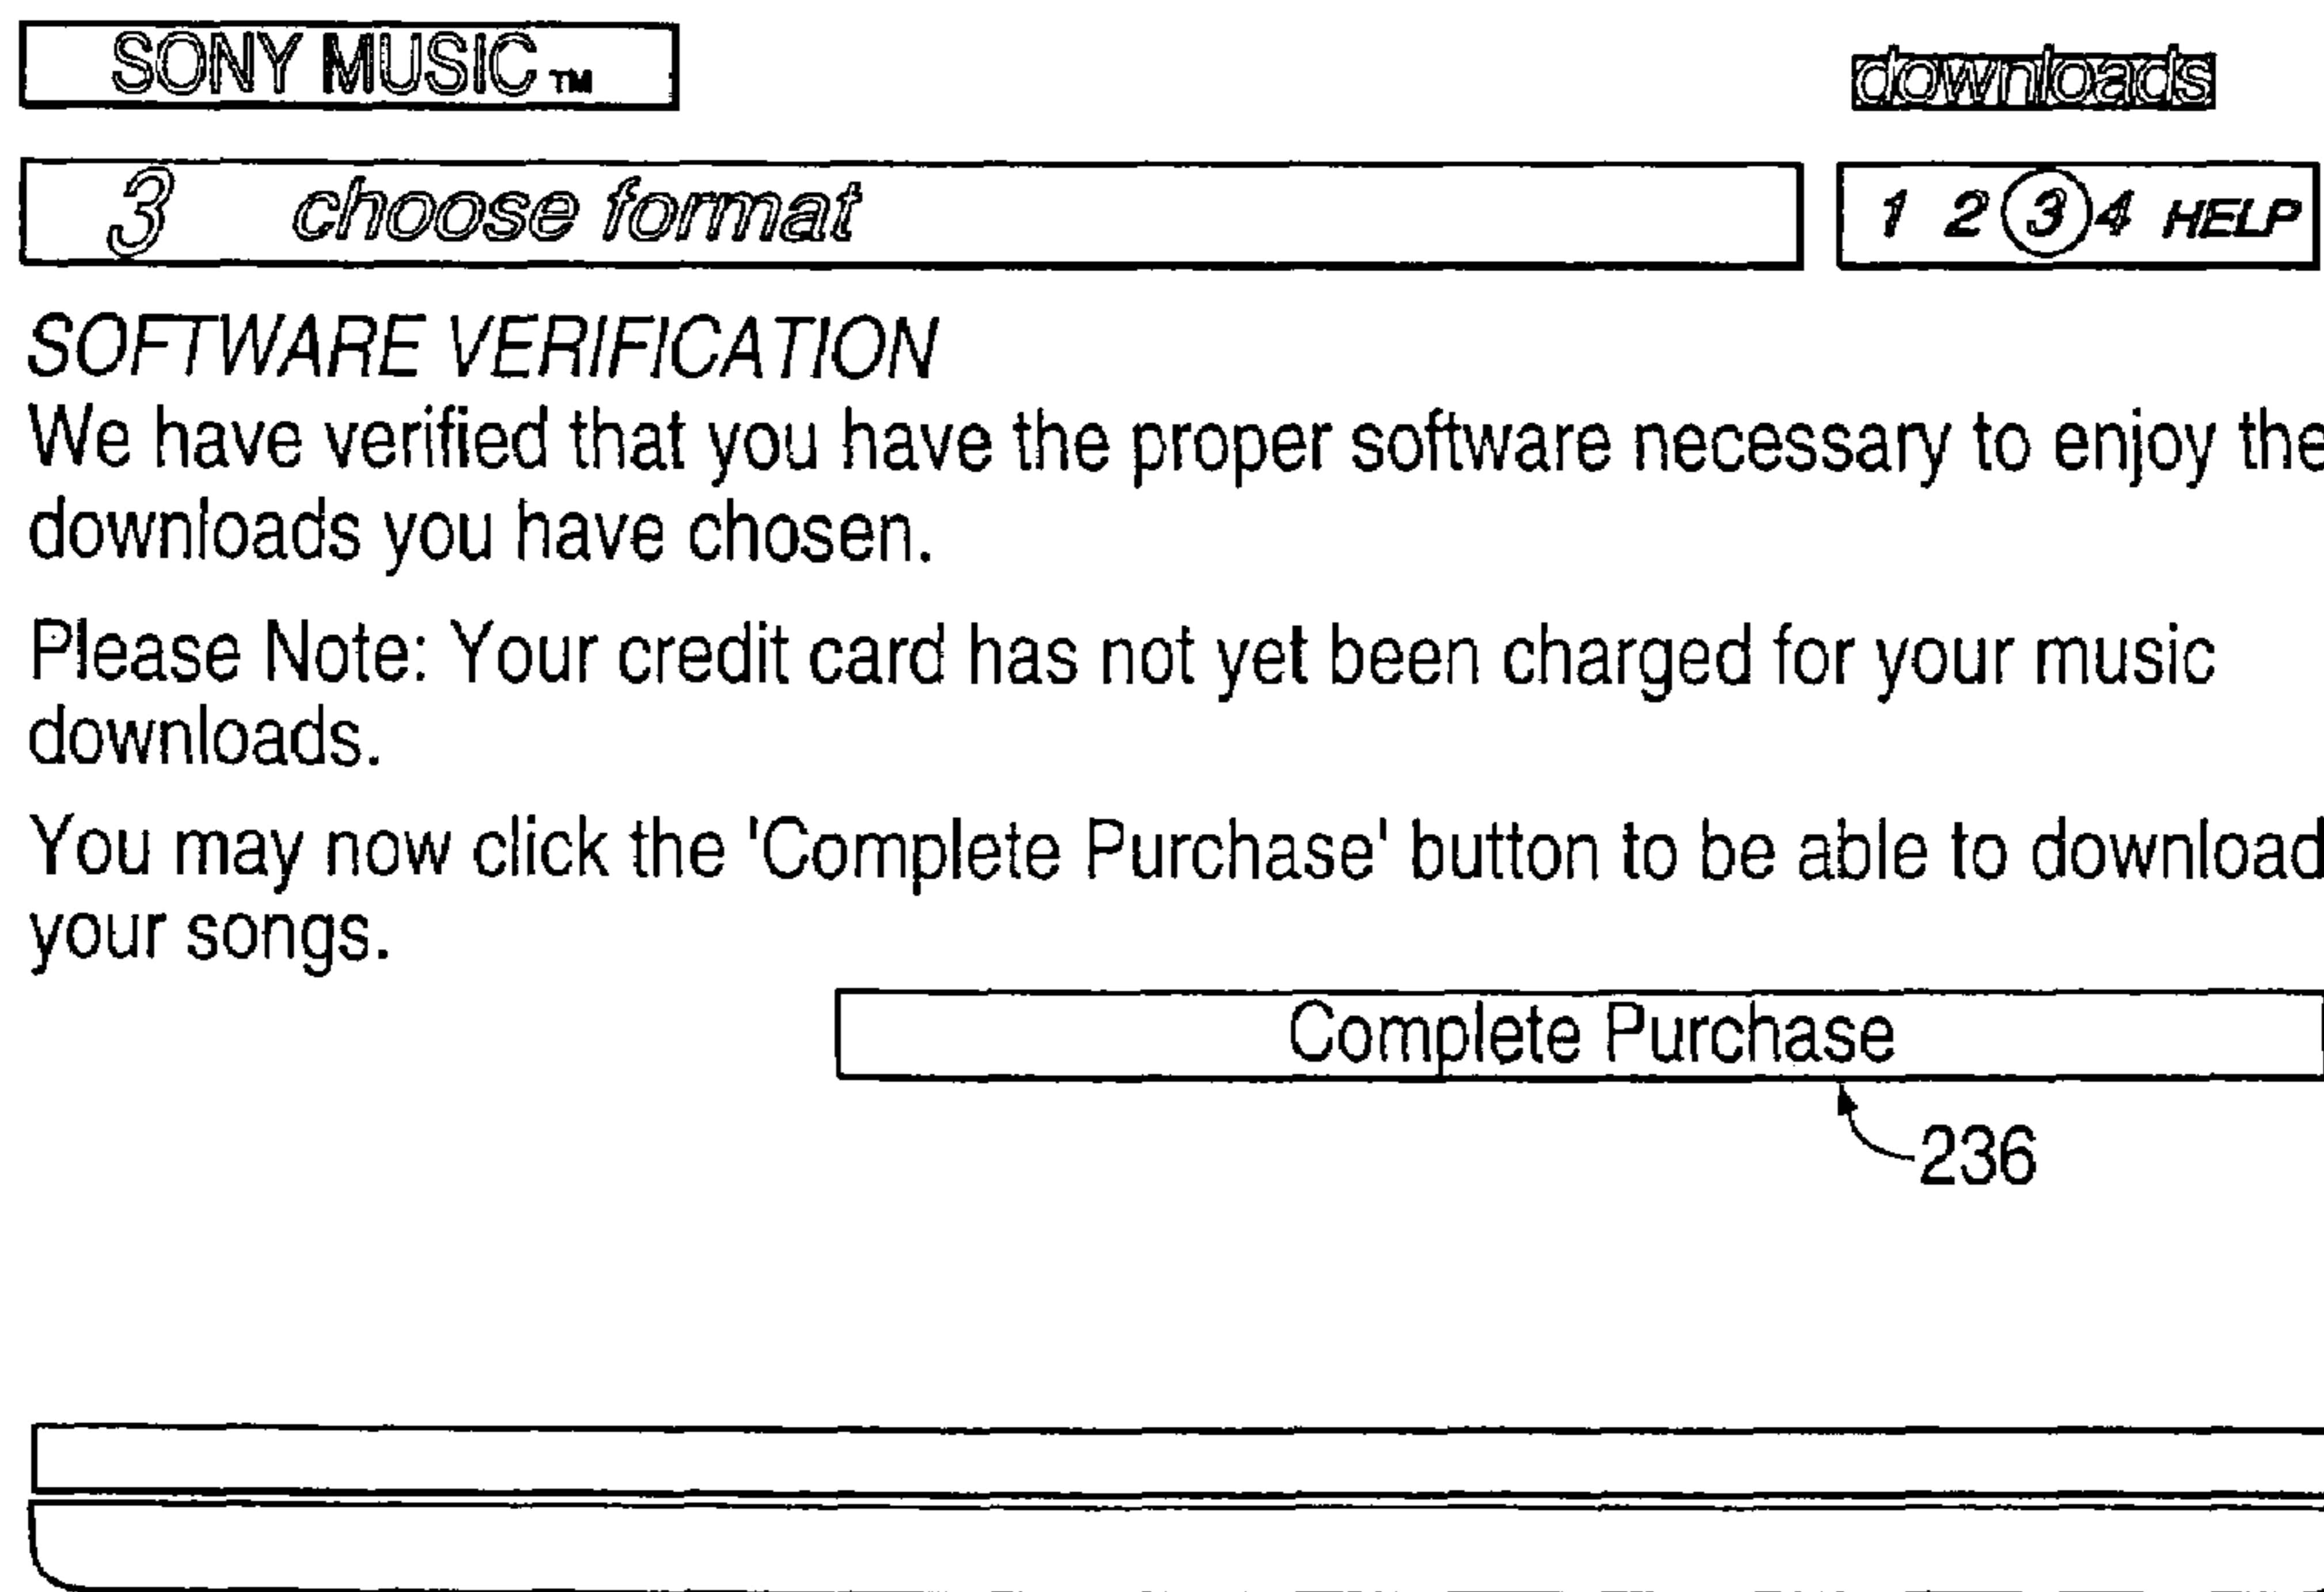 SONY MUSIC™ downloads
3 choose format 1 2 3 4 HELP
SOFTWARE VERIFICATION
We have verified that you have the proper software necessary to enjoy the
downloads you have chosen.
Please Note: Your credit card has not yet been charged for your music
downloads.
You may now click the 'Complete Purchase' button to be able to download
your songs.
Complete Purchase
236